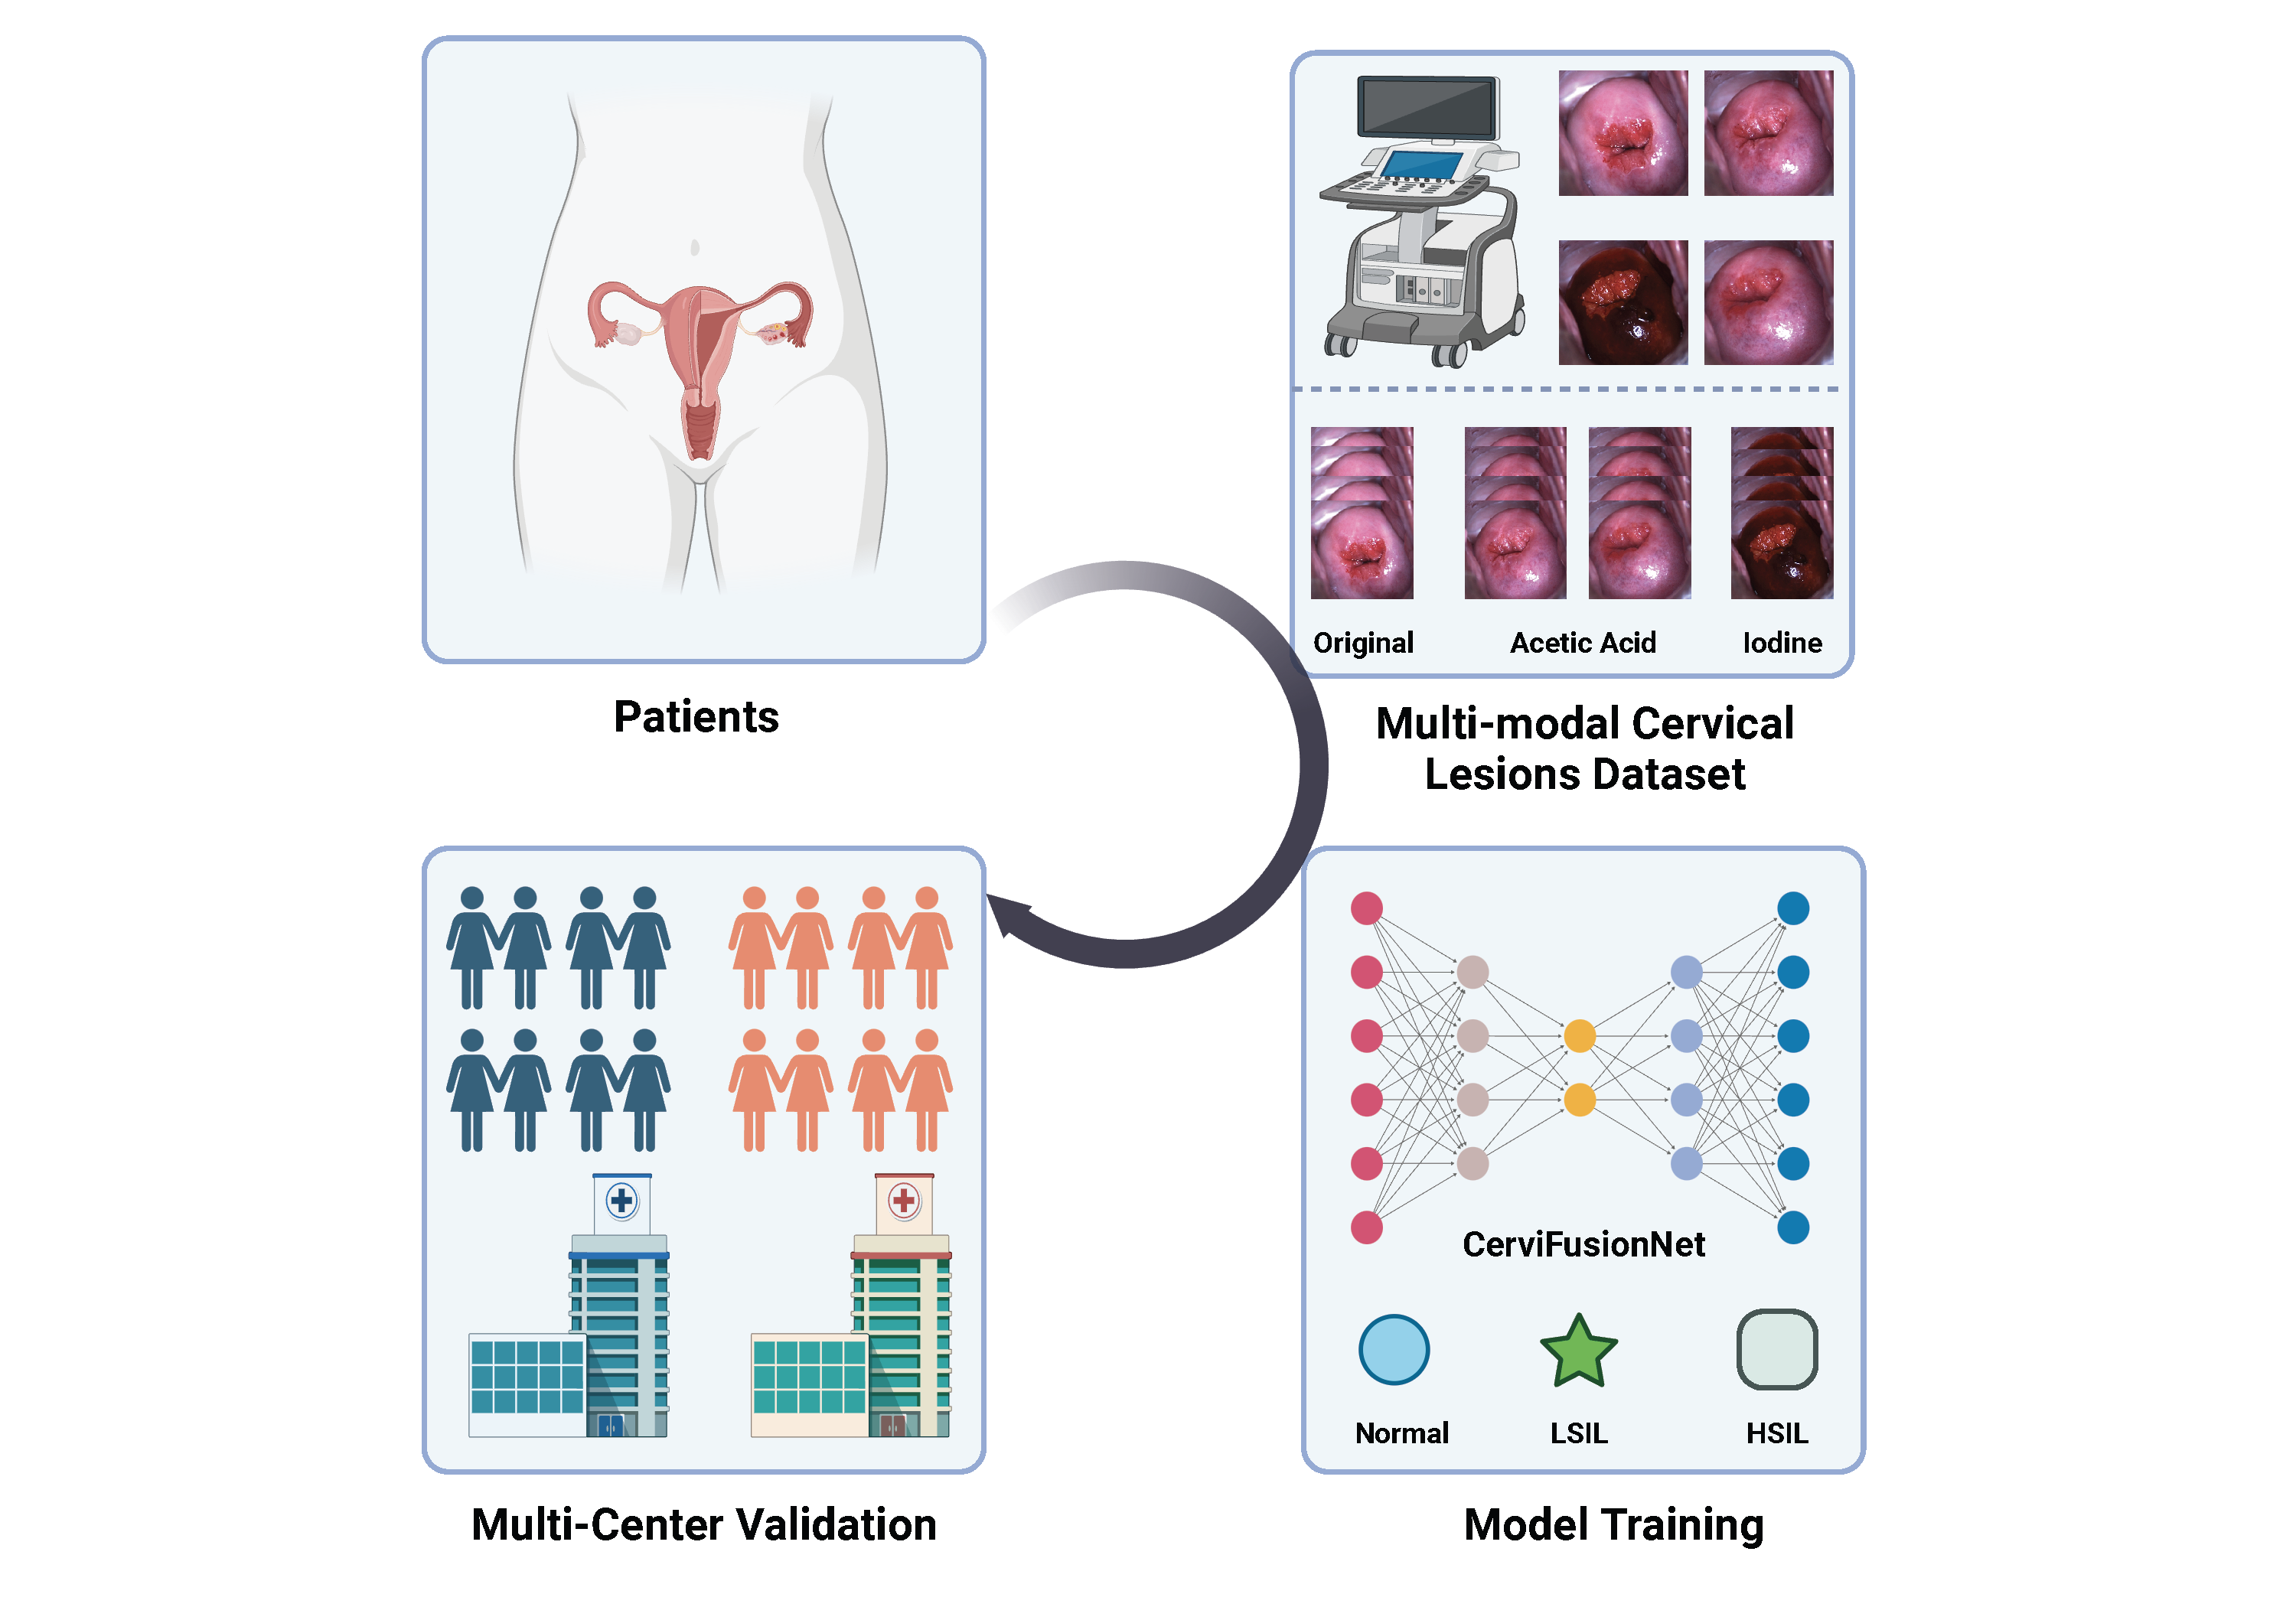 Original
Acetic Acid
Iodine
Patients
Multi-modal Cervical
Lesions Dataset
CerviFusionNet
Normal
LSIL
HSIL
Multi-Center Validation
Model Training